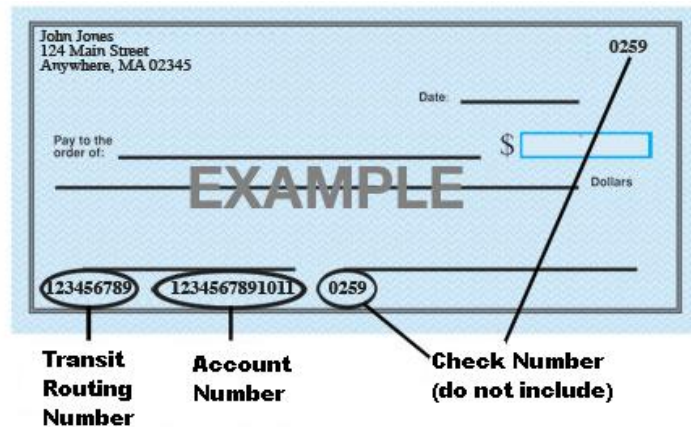 John Jones
124 Main Street
Anywhere, MA 02345
0259
Date:
Pay to the
order of:
$
EXAMPLE
Dollars
123456789 1234567891011 0259
Transit
Routing
Number
Account
Number
Check Number
(do not include)